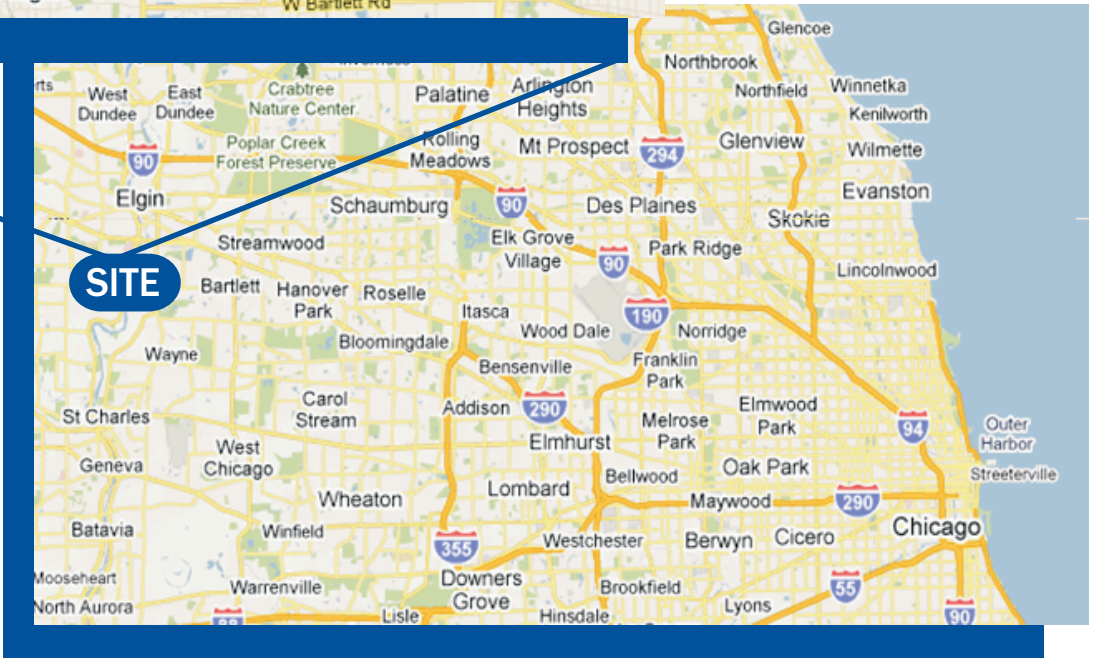 W Bartlett Rd
Glencoe
Northbrook
Arlington
Heights
Crabtree
Nature Center
Palatine
Northfield
Winnetka
West
Dundee
East
Dundee
Kenilworth
Poplar Creek
Forest Preserve
Rolling
Meadows
Mt Prospect
294
Glenview
Wilmette
90
Elgin
Schaumburg
90
Des Plaines
Evanston
Skokie
Streamwood
Elk Grove
Village
Park Ridge
90
Lincolnwood
SITE
Bartlett
Hanover
Park
Roselle
Itasca
190
Wood Dale
Norridge
Bloomingdale
Wayne
Bensenville
Franklin
Park
Carol
Stream
Addison
290
Elmwood
Park
St Charles
Melrose
Park
94
Outer
Harbor
Elmhurst
West
Chicago
Geneva
Bellwood
Oak Park
Streeterville
Wheaton
Lombard
Maywood
290
Batavia
Winfield
355
Westchester
Berwyn
Cicero
Chicago
Mooseheart
Warrenville
Downers
Grove
Brookfield
55
North Aurora
88
Lisle
Hinsdale
Lyons
90